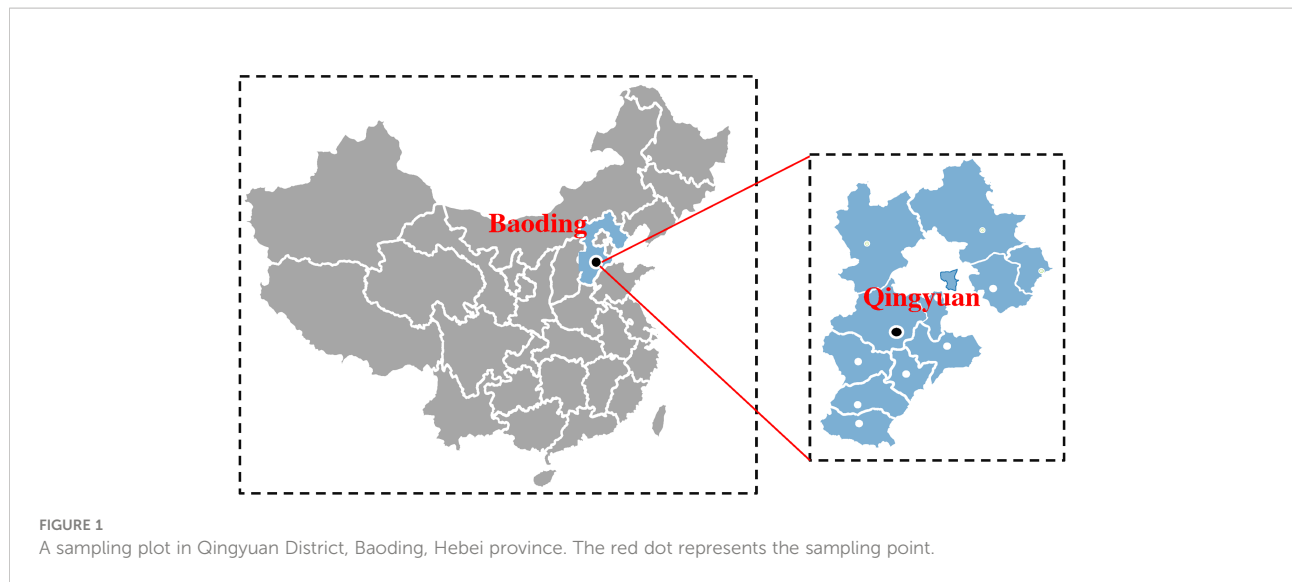 Baoding
Qingyuan
FIGURE 1
A sampling plot in Qingyuan District, Baoding, Hebei province. The red dot represents the sampling point.